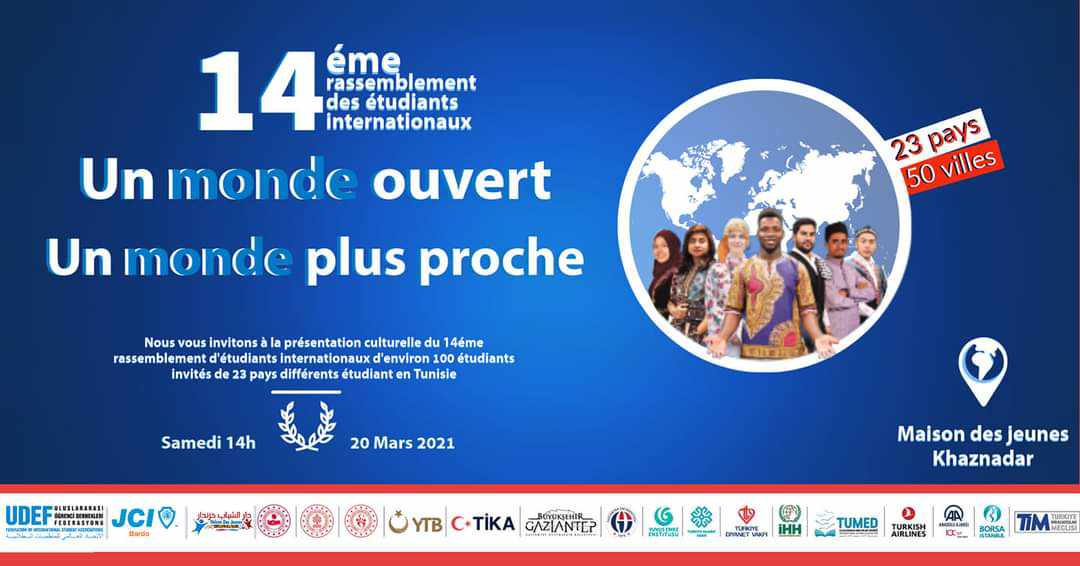 14 éme
rassemblement
des étudiants
internationaux
Un monde ouvert
Un monde plus proche
23 pays
50 villes
Nous vous invitons à la présentation culturelle du 14éme
rassemblement d'étudiants internationaux d'environ 100 étudiants
invités de 23 pays différents étudiant en Tunisie
Samedi 14h
20 Mars 2021
Maison des jeunes
Khaznadar
UDEF
ULUSLARARASI
ÖĞRENCİ DERNEKLERİ
FEDERASYONU
FEDERATION OF INTERNATIONAL STUDENT ASSOCIATIONS
JCI
Bardo
دار الشباب خزندار
YTB
TİKA
BÜYÜKŞEHİR
GAZİANTEP
YUNUS EMRE
ENSTİTÜSÜ
TÜRKİYE
DİYANET VAKFI
İHH
TUMED
TURKISH
AIRLINES
AA
ANADOLU AJANSI
BORSA
İSTANBUL
TİM
TÜRKİYE
İHRACATÇILAR
MECLİSİ